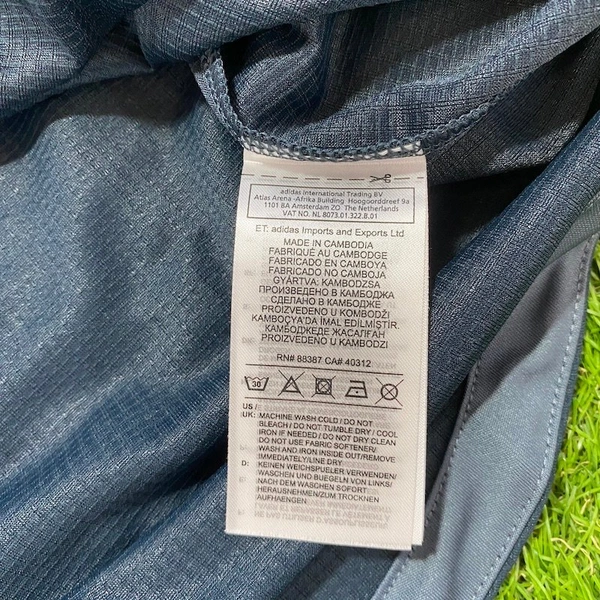 adidas International Trading BV
Atlas Arena -Afrika Building Hoogoorddreef 9a
1101 BA Amsterdam ZO The Netherlands
VAT NO. NL 8073.01.322.B.01
ET: adidas Imports and Exports Ltd
MADE IN CAMBODIA
FABRIQUÉ AU CAMBODGE
FABRICADO EN CAMBOYA
FABRICADO NO CAMBOJA
GYÁRTVA: KAMBODZSA
ПРОИЗВЕДЕНО В КАМБОДЖА
СДЕЛАНО В КАМБОДЖЕ
PROIZVEDENO U KOMBODŽI
KAMBOÇYA'DA İMAL EDİLMİŞTİR.
КАМБОДЖЕДЕ ЖАСАЛҒАН
PROIZVEDENO U KAMBODŽI
RN# 88387 CA# 40312
30
US /
UK: MACHINE WASH COLD / DO NOT
BLEACH / DO NOT TUMBLE DRY / COOL
IRON IF NEEDED / DO NOT DRY CLEAN
DO NOT USE FABRIC SOFTENER/
WASH AND IRON INSIDE OUT/REMOVE
IMMEDIATELY/LINE DRY
D: KEINEN WEICHSPUELER VERWENDEN/
WASCHEN UND BUEGELN VON LINKS/
NACH DEM WASCHEN SOFORT
HERAUSNEHMEN/ZUM TROCKNEN
AUFHAENGEN